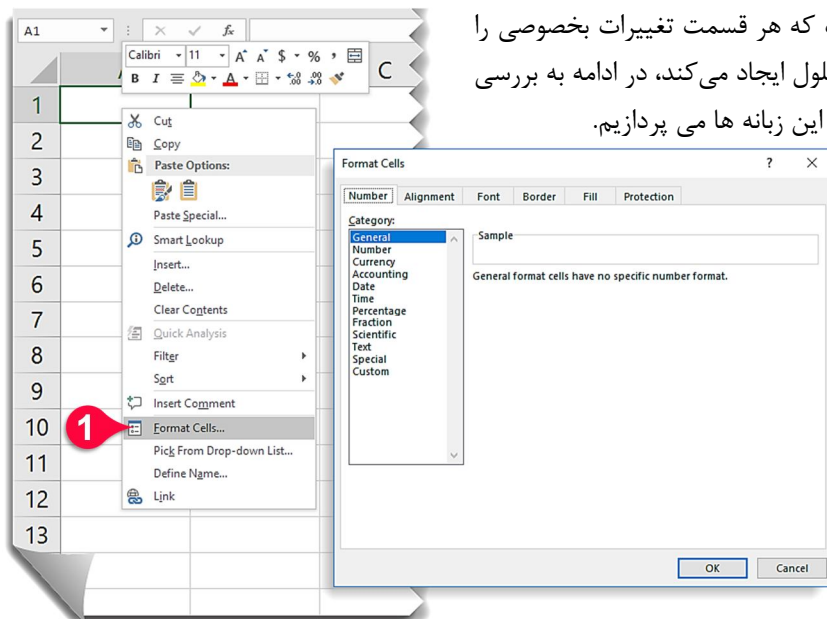 که هر قسمت تغییرات بخصوصی را
ایجاد می‌کند، در ادامه به بررسی
این زبانه ها می پردازیم.
A1
fx
Calibri 11 A A $ % ,
B I A .00
C
1
2
3
4
5
6
7
8
9
10
11
12
13
Cut
Copy
Paste Options:
Paste Special...
Smart Lookup
Insert...
Delete...
Clear Contents
Quick Analysis
Filter
Sort
Insert Comment
1
Format Cells...
Pick From Drop-down List...
Define Name...
Link
Format Cells ?
Number Alignment Font Border Fill Protection
Category:
General
Number
Currency
Accounting
Date
Time
Percentage
Fraction
Scientific
Text
Special
Custom
Sample
General format cells have no specific number format.
OK Cancel